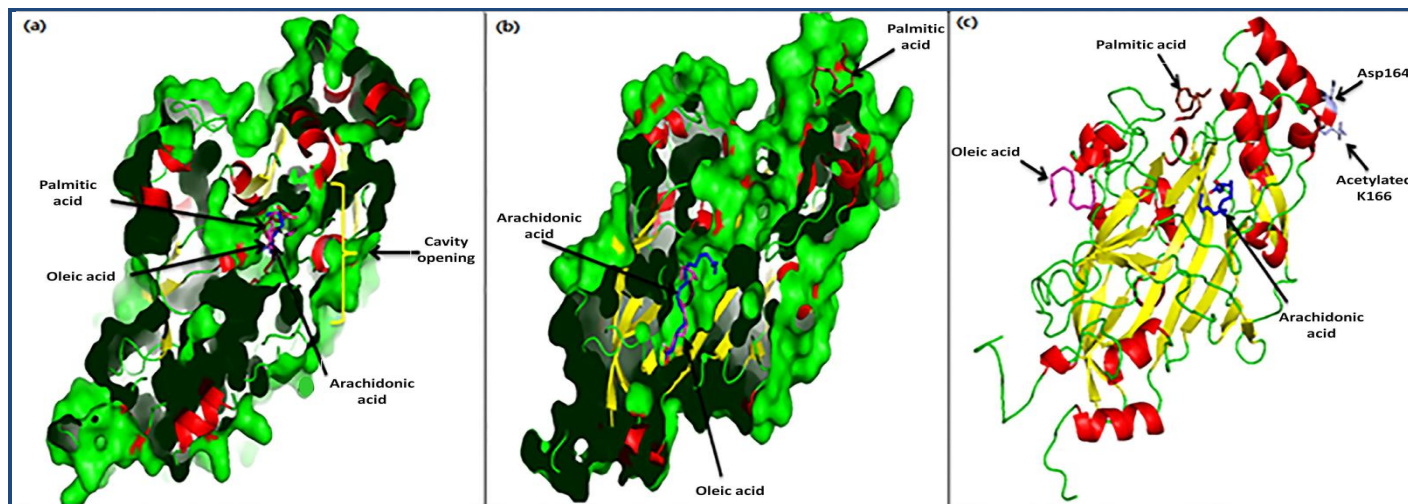 (a)
Palmitic
acid
Oleic acid
Cavity
opening
Arachidonic
acid
(b)
Palmitic
acid
Arachidonic
acid
Oleic acid
(c)
Palmitic acid
Asp164
Oleic acid
Acetylated
K166
Arachidonic
acid